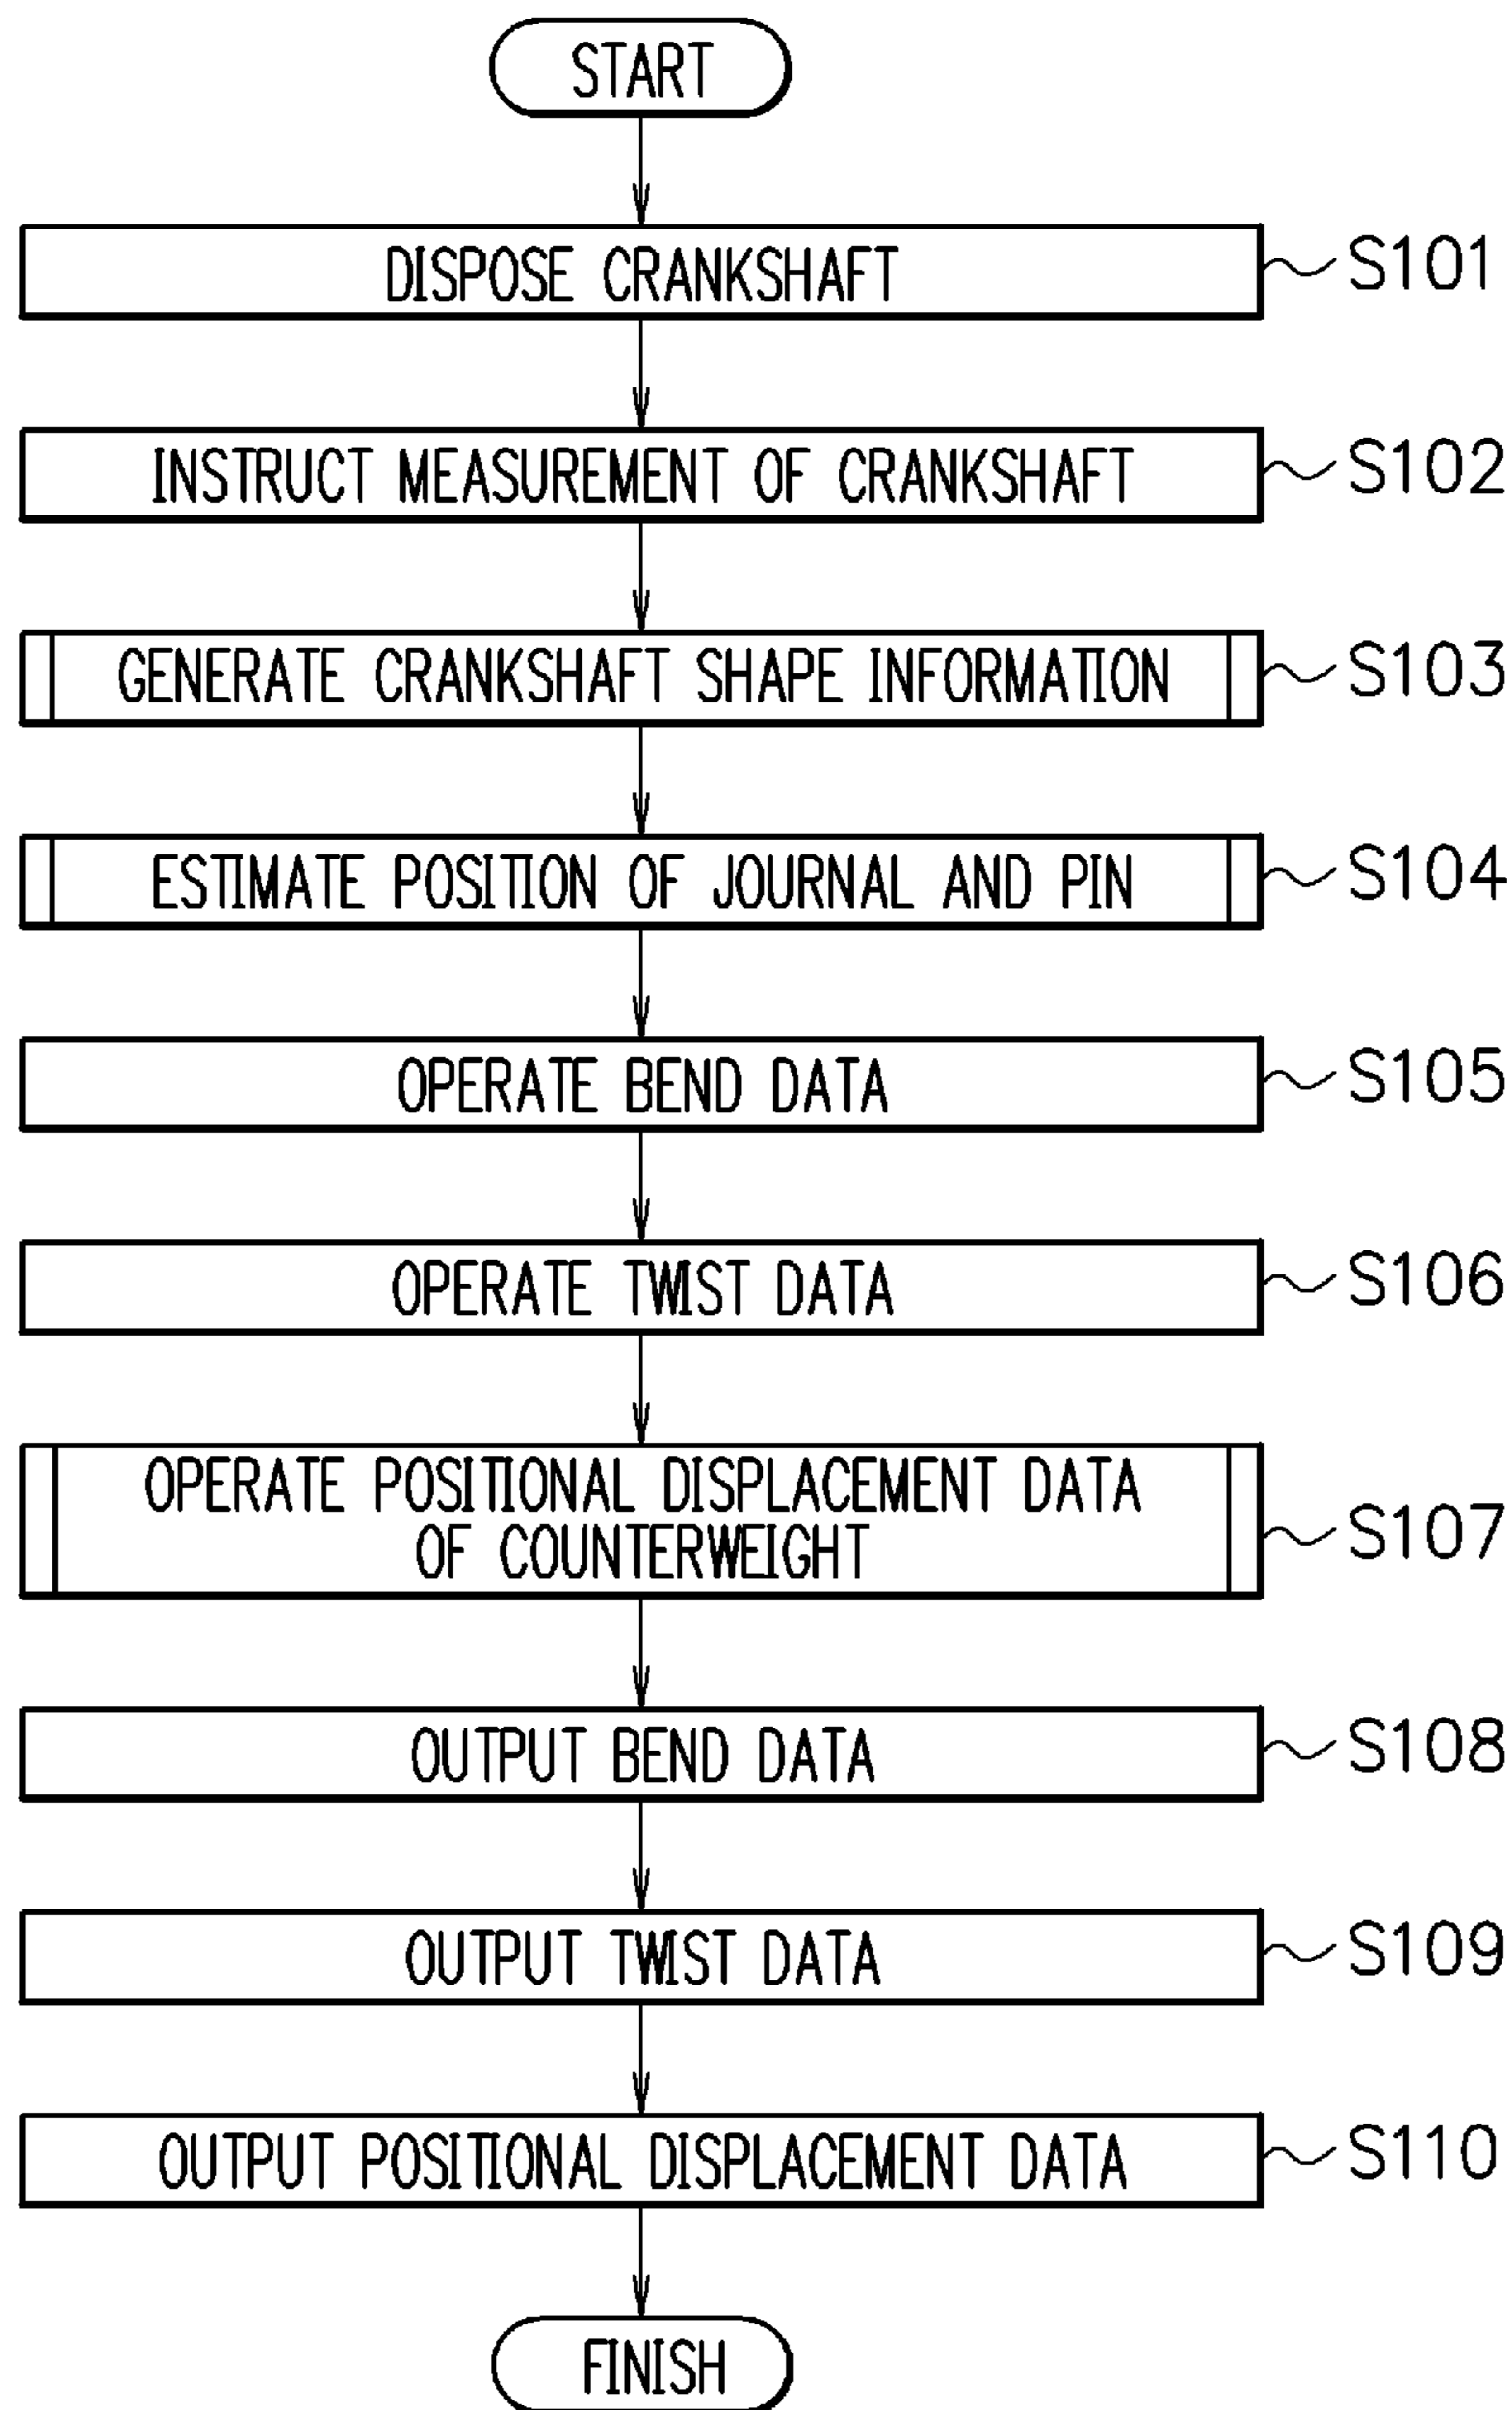 START
DISPOSE CRANKSHAFT
S101
INSTRUCT MEASUREMENT OF CRANKSHAFT
S102
GENERATE CRANKSHAFT SHAPE INFORMATION
S103
ESTIMATE POSITION OF JOURNAL AND PIN
S104
OPERATE BEND DATA
S105
OPERATE TWIST DATA
S106
OPERATE POSITIONAL DISPLACEMENT DATA
OF COUNTERWEIGHT
S107
OUTPUT BEND DATA
S108
OUTPUT TWIST DATA
S109
OUTPUT POSITIONAL DISPLACEMENT DATA
S110
FINISH